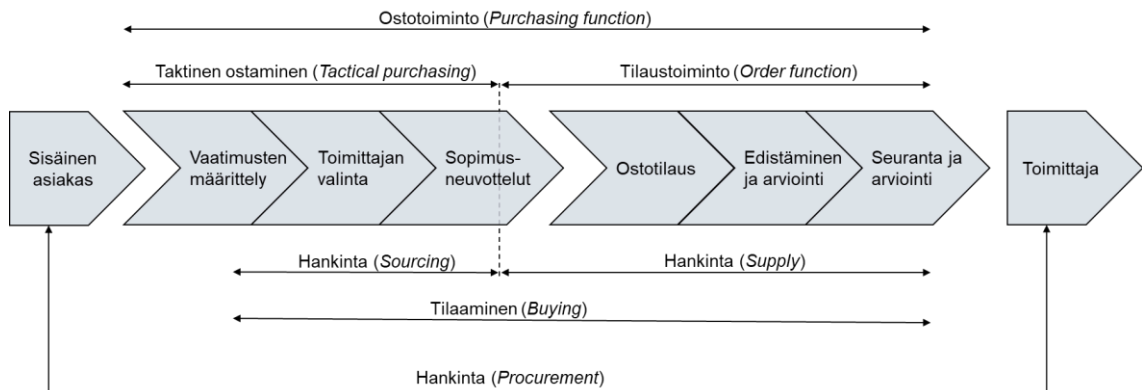 Ostotoiminto (Purchasing function)
Taktinen ostaminen (Tactical purchasing)
Tilaustoiminto (Order function)
Sisäinen
asiakas
Vaatimusten
määrittely
Toimittajan
valinta
Sopimus-
neuvottelut
Ostotilaus
Edistäminen
ja arviointi
Seuranta ja
arviointi
Toimittaja
Hankinta (Sourcing)
Hankinta (Supply)
Tilaaminen (Buying)
Hankinta (Procurement)